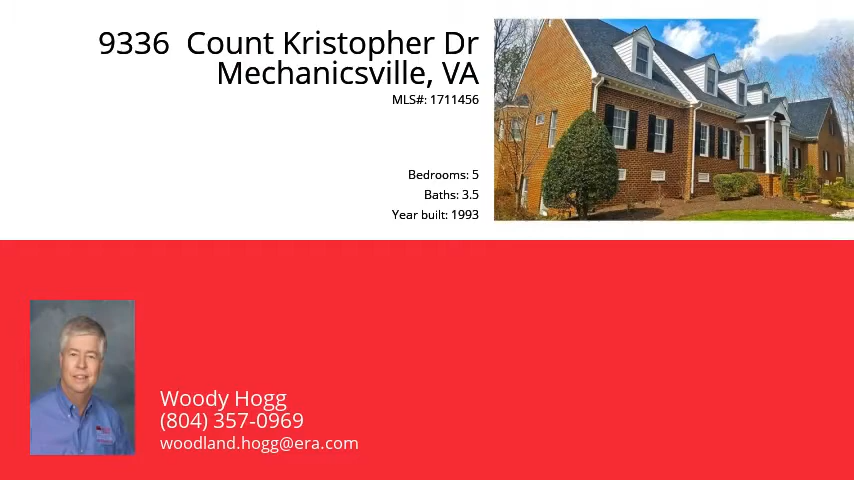 9336  Count Kristopher Dr
Mechanicsville, VA
MLS#: 1711456
Bedrooms: 5
Baths: 3.5
Year built: 1993
Woody Hogg
(804) 357-0969
woodland.hogg@era.com